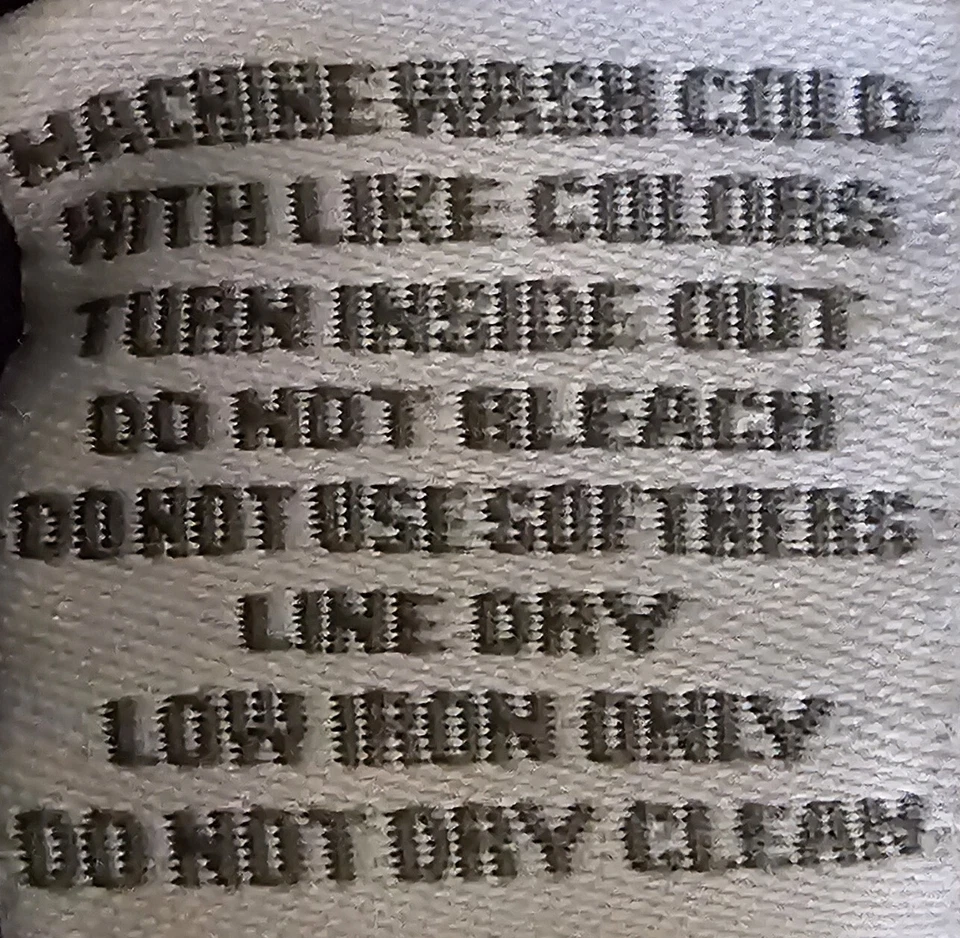 MACHINE WASH COLD
WITH LIKE COLORS
TURN INSIDE OUT
DO NOT BLEACH
DO NOT USE SOFTNERS
LINE DRY
LOW IRON ONLY
DO NOT DRY CLEAN